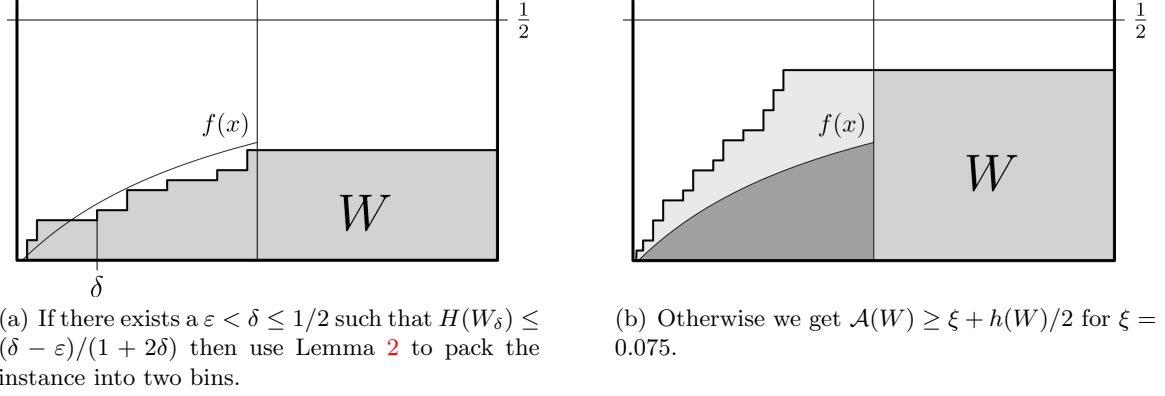 1/2
1/2
f(x)
f(x)
W
W
δ
(a) If there exists a ε < δ ≤ 1/2 such that H(W_δ) ≤
(δ − ε)/(1 + 2δ) then use Lemma 2 to pack the
instance into two bins.
(b) Otherwise we get 𝒜(W) ≥ ξ + h(W)/2 for ξ =
0.075.